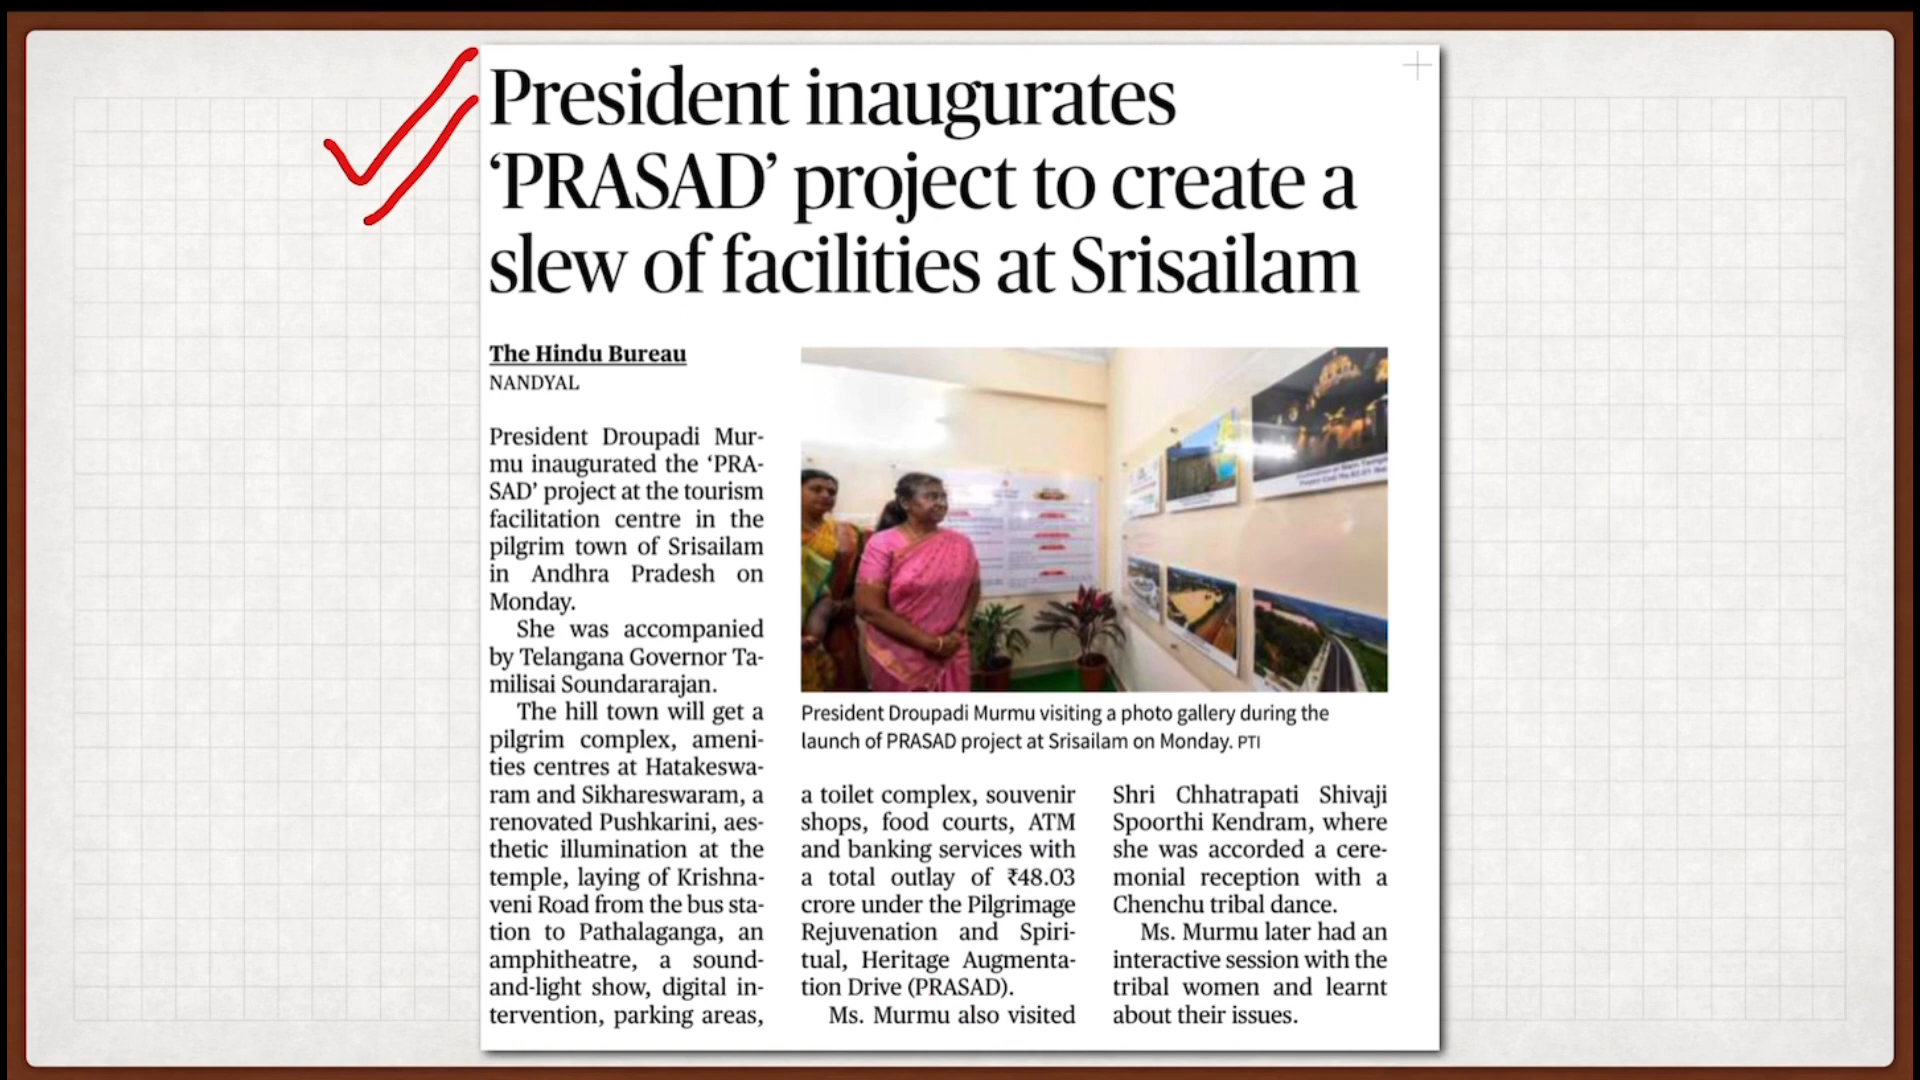 President inaugurates
‘PRASAD’ project to create a
slew of facilities at Srisailam
The Hindu Bureau
NANDYAL
President Droupadi Mur-
mu inaugurated the ‘PRA-
SAD’ project at the tourism
facilitation centre in the
pilgrim town of Srisailam
in Andhra Pradesh on
Monday.
She was accompanied
by Telangana Governor Ta-
milisai Soundararajan.
The hill town will get a
pilgrim complex, ameni-
ties centres at Hatakeswa-
ram and Sikhareswaram, a
renovated Pushkarini, aes-
thetic illumination at the
temple, laying of Krishna-
veni Road from the bus sta-
tion to Pathalaganga, an
amphitheatre, a sound-
and-light show, digital in-
tervention, parking areas,
President Droupadi Murmu visiting a photo gallery during the
launch of PRASAD project at Srisailam on Monday. PTI
a toilet complex, souvenir
shops, food courts, ATM
and banking services with
a total outlay of ₹48.03
crore under the Pilgrimage
Rejuvenation and Spiri-
tual, Heritage Augmenta-
tion Drive (PRASAD).
Ms. Murmu also visited
Shri Chhatrapati Shivaji
Spoorthi Kendram, where
she was accorded a cere-
monial reception with a
Chenchu tribal dance.
Ms. Murmu later had an
interactive session with the
tribal women and learnt
about their issues.